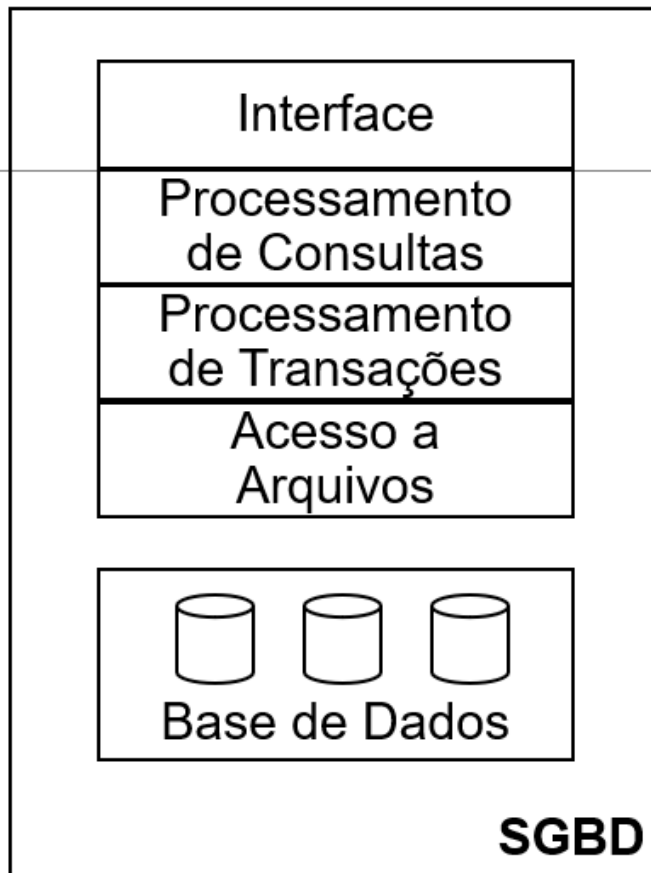 Interface
Processamento
de Consultas
Processamento
de Transações
Acesso a
Arquivos
Base de Dados
SGBD